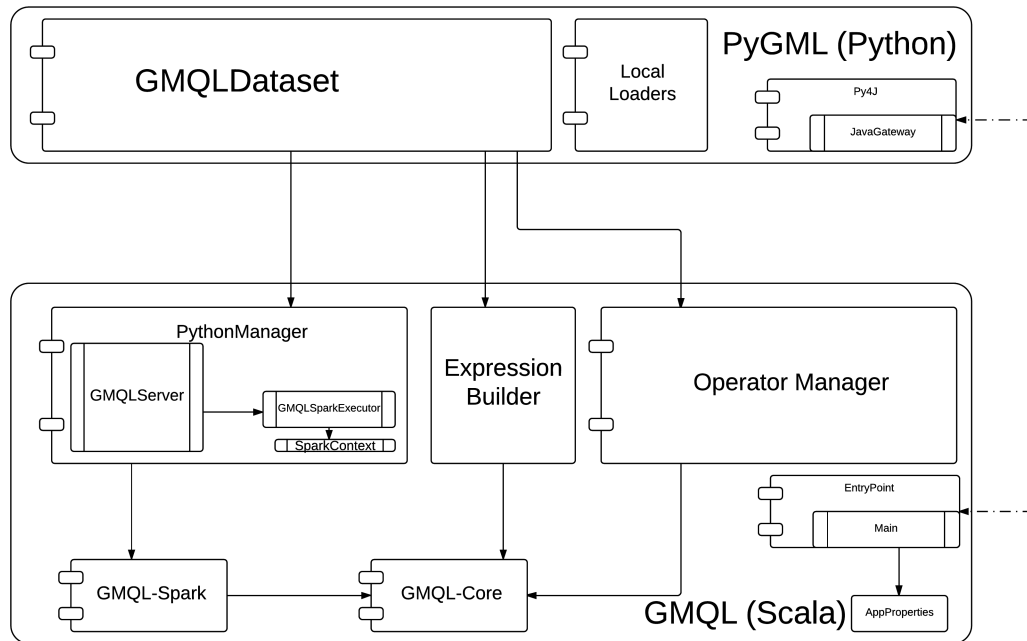 PyGML (Python)
GMQLDataset
Local
Loaders
Py4J
JavaGateway
PythonManager
GMQLServer
GMQLSparkExecutor
SparkContext
Expression
Builder
Operator Manager
EntryPoint
Main
GMQL-Spark
GMQL-Core
GMQL (Scala)
AppProperties